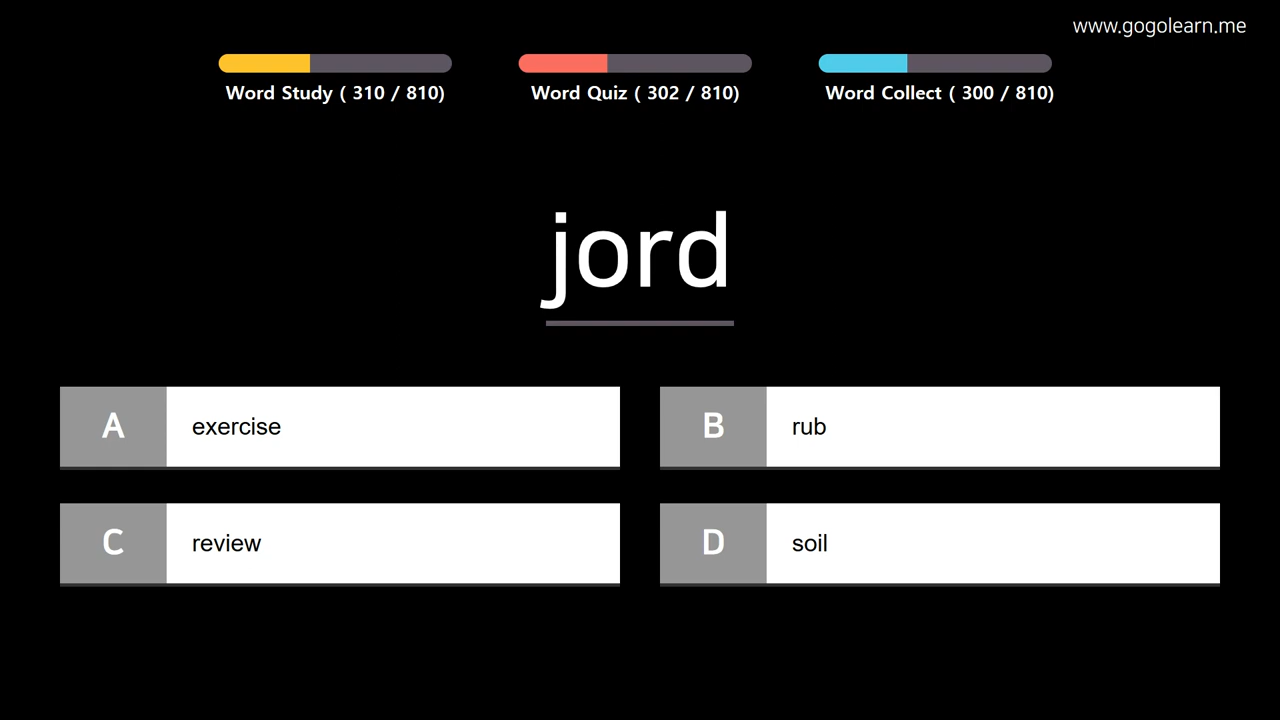 www.gogolearn.me
Word Study ( 310 / 810)
Word Quiz ( 302 / 810)
Word Collect ( 300 / 810)
jord
A exercise
B rub
C review
D soil